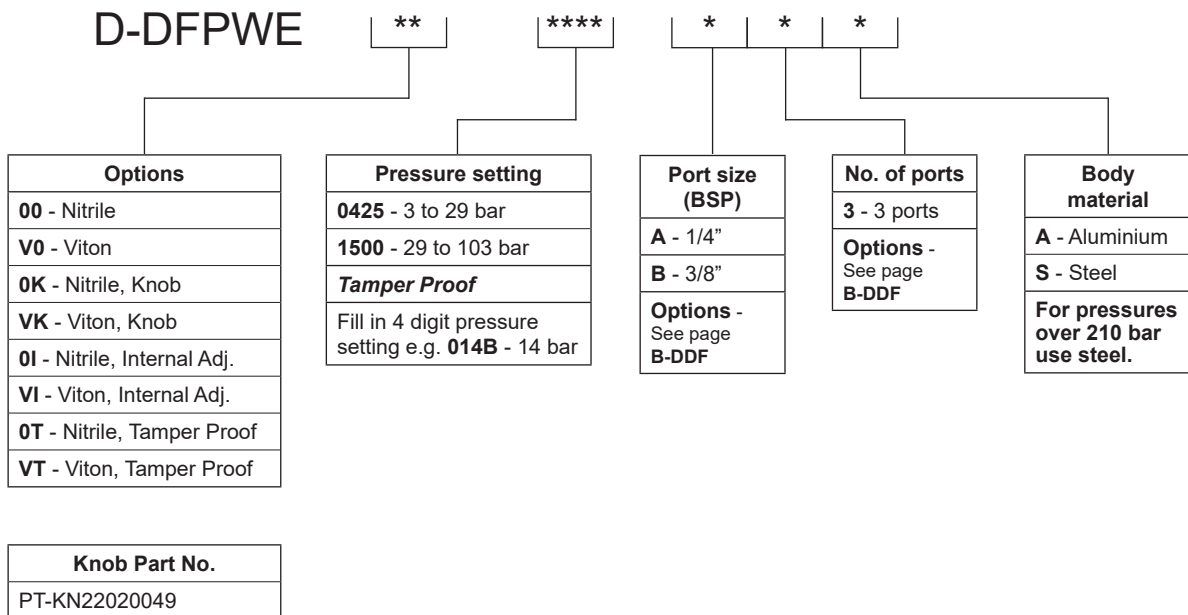 D-DFPWE ** **** * * *
Options
00 - Nitrile
V0 - Viton
0K - Nitrile, Knob
VK - Viton, Knob
0I - Nitrile, Internal Adj.
VI - Viton, Internal Adj.
0T - Nitrile, Tamper Proof
VT - Viton, Tamper Proof
Pressure setting
0425 - 3 to 29 bar
1500 - 29 to 103 bar
Tamper Proof
Fill in 4 digit pressure
setting e.g. 014B - 14 bar
Port size
(BSP)
A - 1/4”
B - 3/8”
Options -
See page
B-DDF
No. of ports
3 - 3 ports
Options -
See page
B-DDF
Body
material
A - Aluminium
S - Steel
For pressures
over 210 bar
use steel.
Knob Part No.
PT-KN22020049